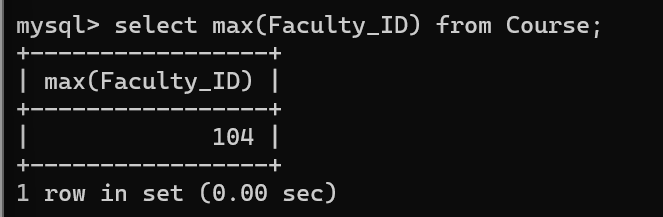 mysql> select max(Faculty_ID) from Course;
+-----------------+
| max(Faculty_ID) |
+-----------------+
|             104 |
+-----------------+
1 row in set (0.00 sec)